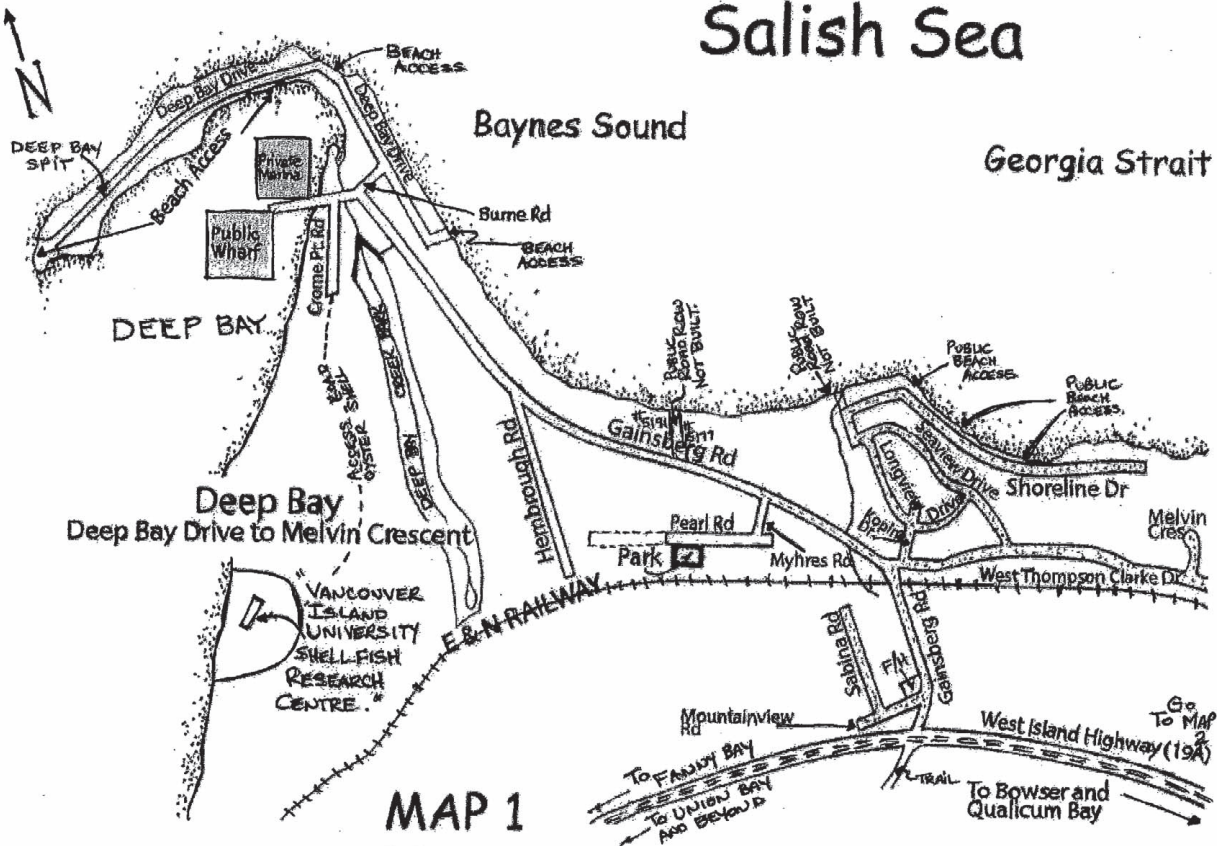 Salish Sea
N
BEACH
ACCESS
Deep Bay Drive
Deep Bay Drive
Baynes Sound
Georgia Strait
DEEP BAY
SPIT
Beach Access
Private
Marina
Public
Wharf
Burne Rd
BEACH
ACCESS
Crome Pt. Rd
DEEP BAY
PUBLIC ROW
ROAD
NOT BUILT.
PUBLIC ROW
ROAD
NOT BUILT
PUBLIC
BEACH
ACCESS
PUBLIC
BEACH
ACCESS.
ROAD
ACCESS SHELL
OYSTER
DEEP BAY CREEK PARK
Hembrough Rd
Gainsberg Rd
Longview
Drive
Seaview Drive
Shoreline Dr
Deep Bay
Deep Bay Drive to Melvin Crescent
Pearl Rd
Park
Myhres Rd
Melvin
Cres
West Thompson Clarke Dr
"VANCOUVER
ISLAND
UNIVERSITY
SHELLFISH
RESEARCH
CENTRE."
E & N RAILWAY
Sabina Rd
F/H
Gainsberg Rd
Mountainview
Rd
West Island Highway (19A)
GO
TO MAP
2
TO FANNY BAY
TO UNION BAY
AND BEYOND
TRAIL
To Bowser and
Qualicum Bay
MAP 1